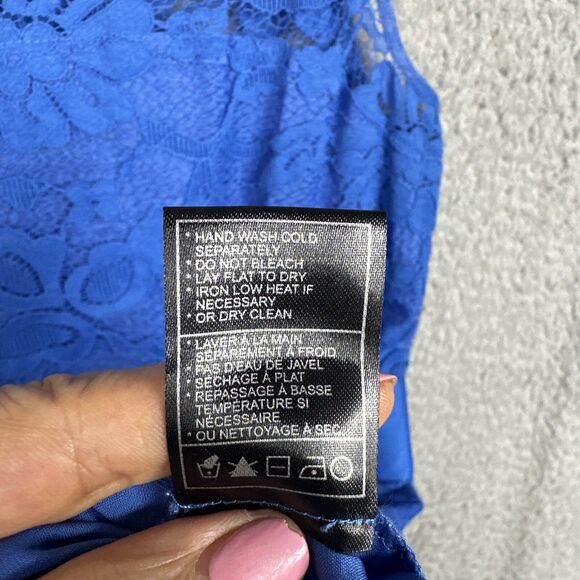 * HAND WASH COLD
SEPARATELY
* DO NOT BLEACH
* LAY FLAT TO DRY
* IRON LOW HEAT IF
NECESSARY
* OR DRY CLEAN
* LAVER À LA MAIN
SÉPARÉMENT À FROID
* PAS D'EAU DE JAVEL
* SÉCHAGE À PLAT
* REPASSAGE À BASSE
TEMPÉRATURE SI
NÉCESSAIRE
* OU NETTOYAGE À SEC